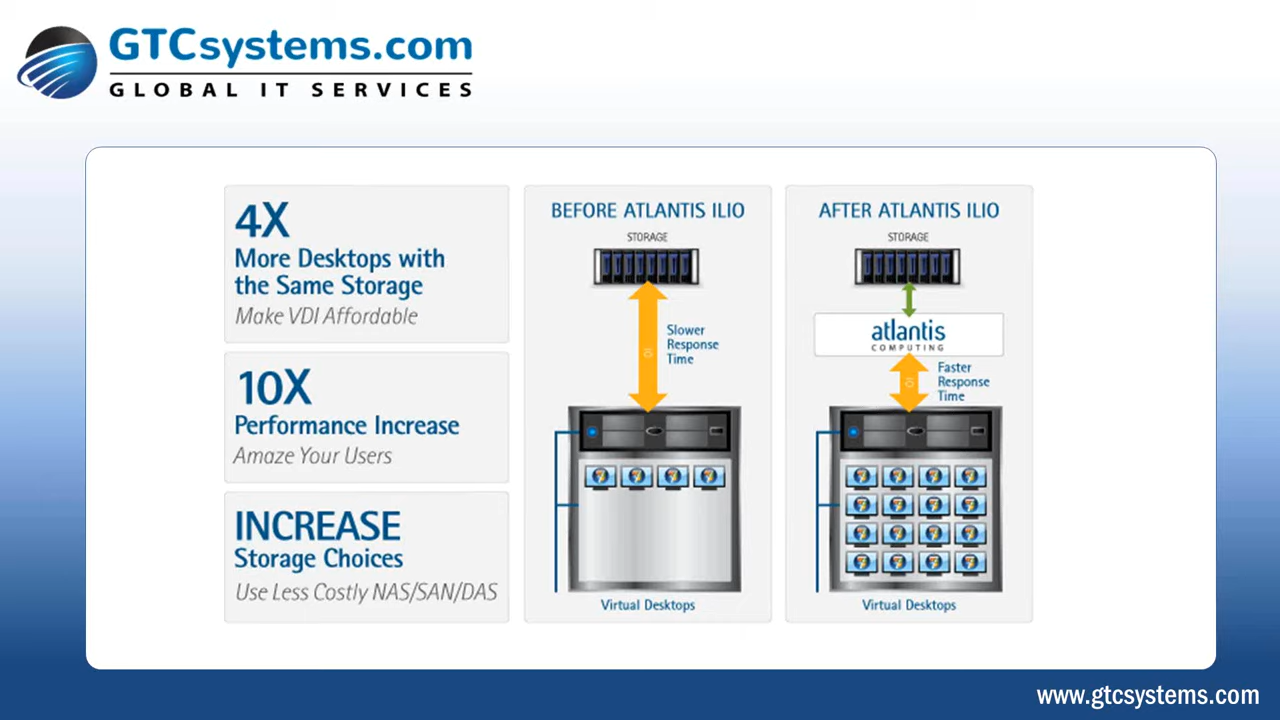 GTCsystems.com
GLOBAL IT SERVICES
4X
More Desktops with
the Same Storage
Make VDI Affordable
10X
Performance Increase
Amaze Your Users
INCREASE
Storage Choices
Use Less Costly NAS/SAN/DAS
BEFORE ATLANTIS ILIO
STORAGE
Slower
Response
Time
IO
Virtual Desktops
AFTER ATLANTIS ILIO
STORAGE
atlantis
COMPUTING
Faster
Response
Time
IO
Virtual Desktops
www.gtcsystems.com